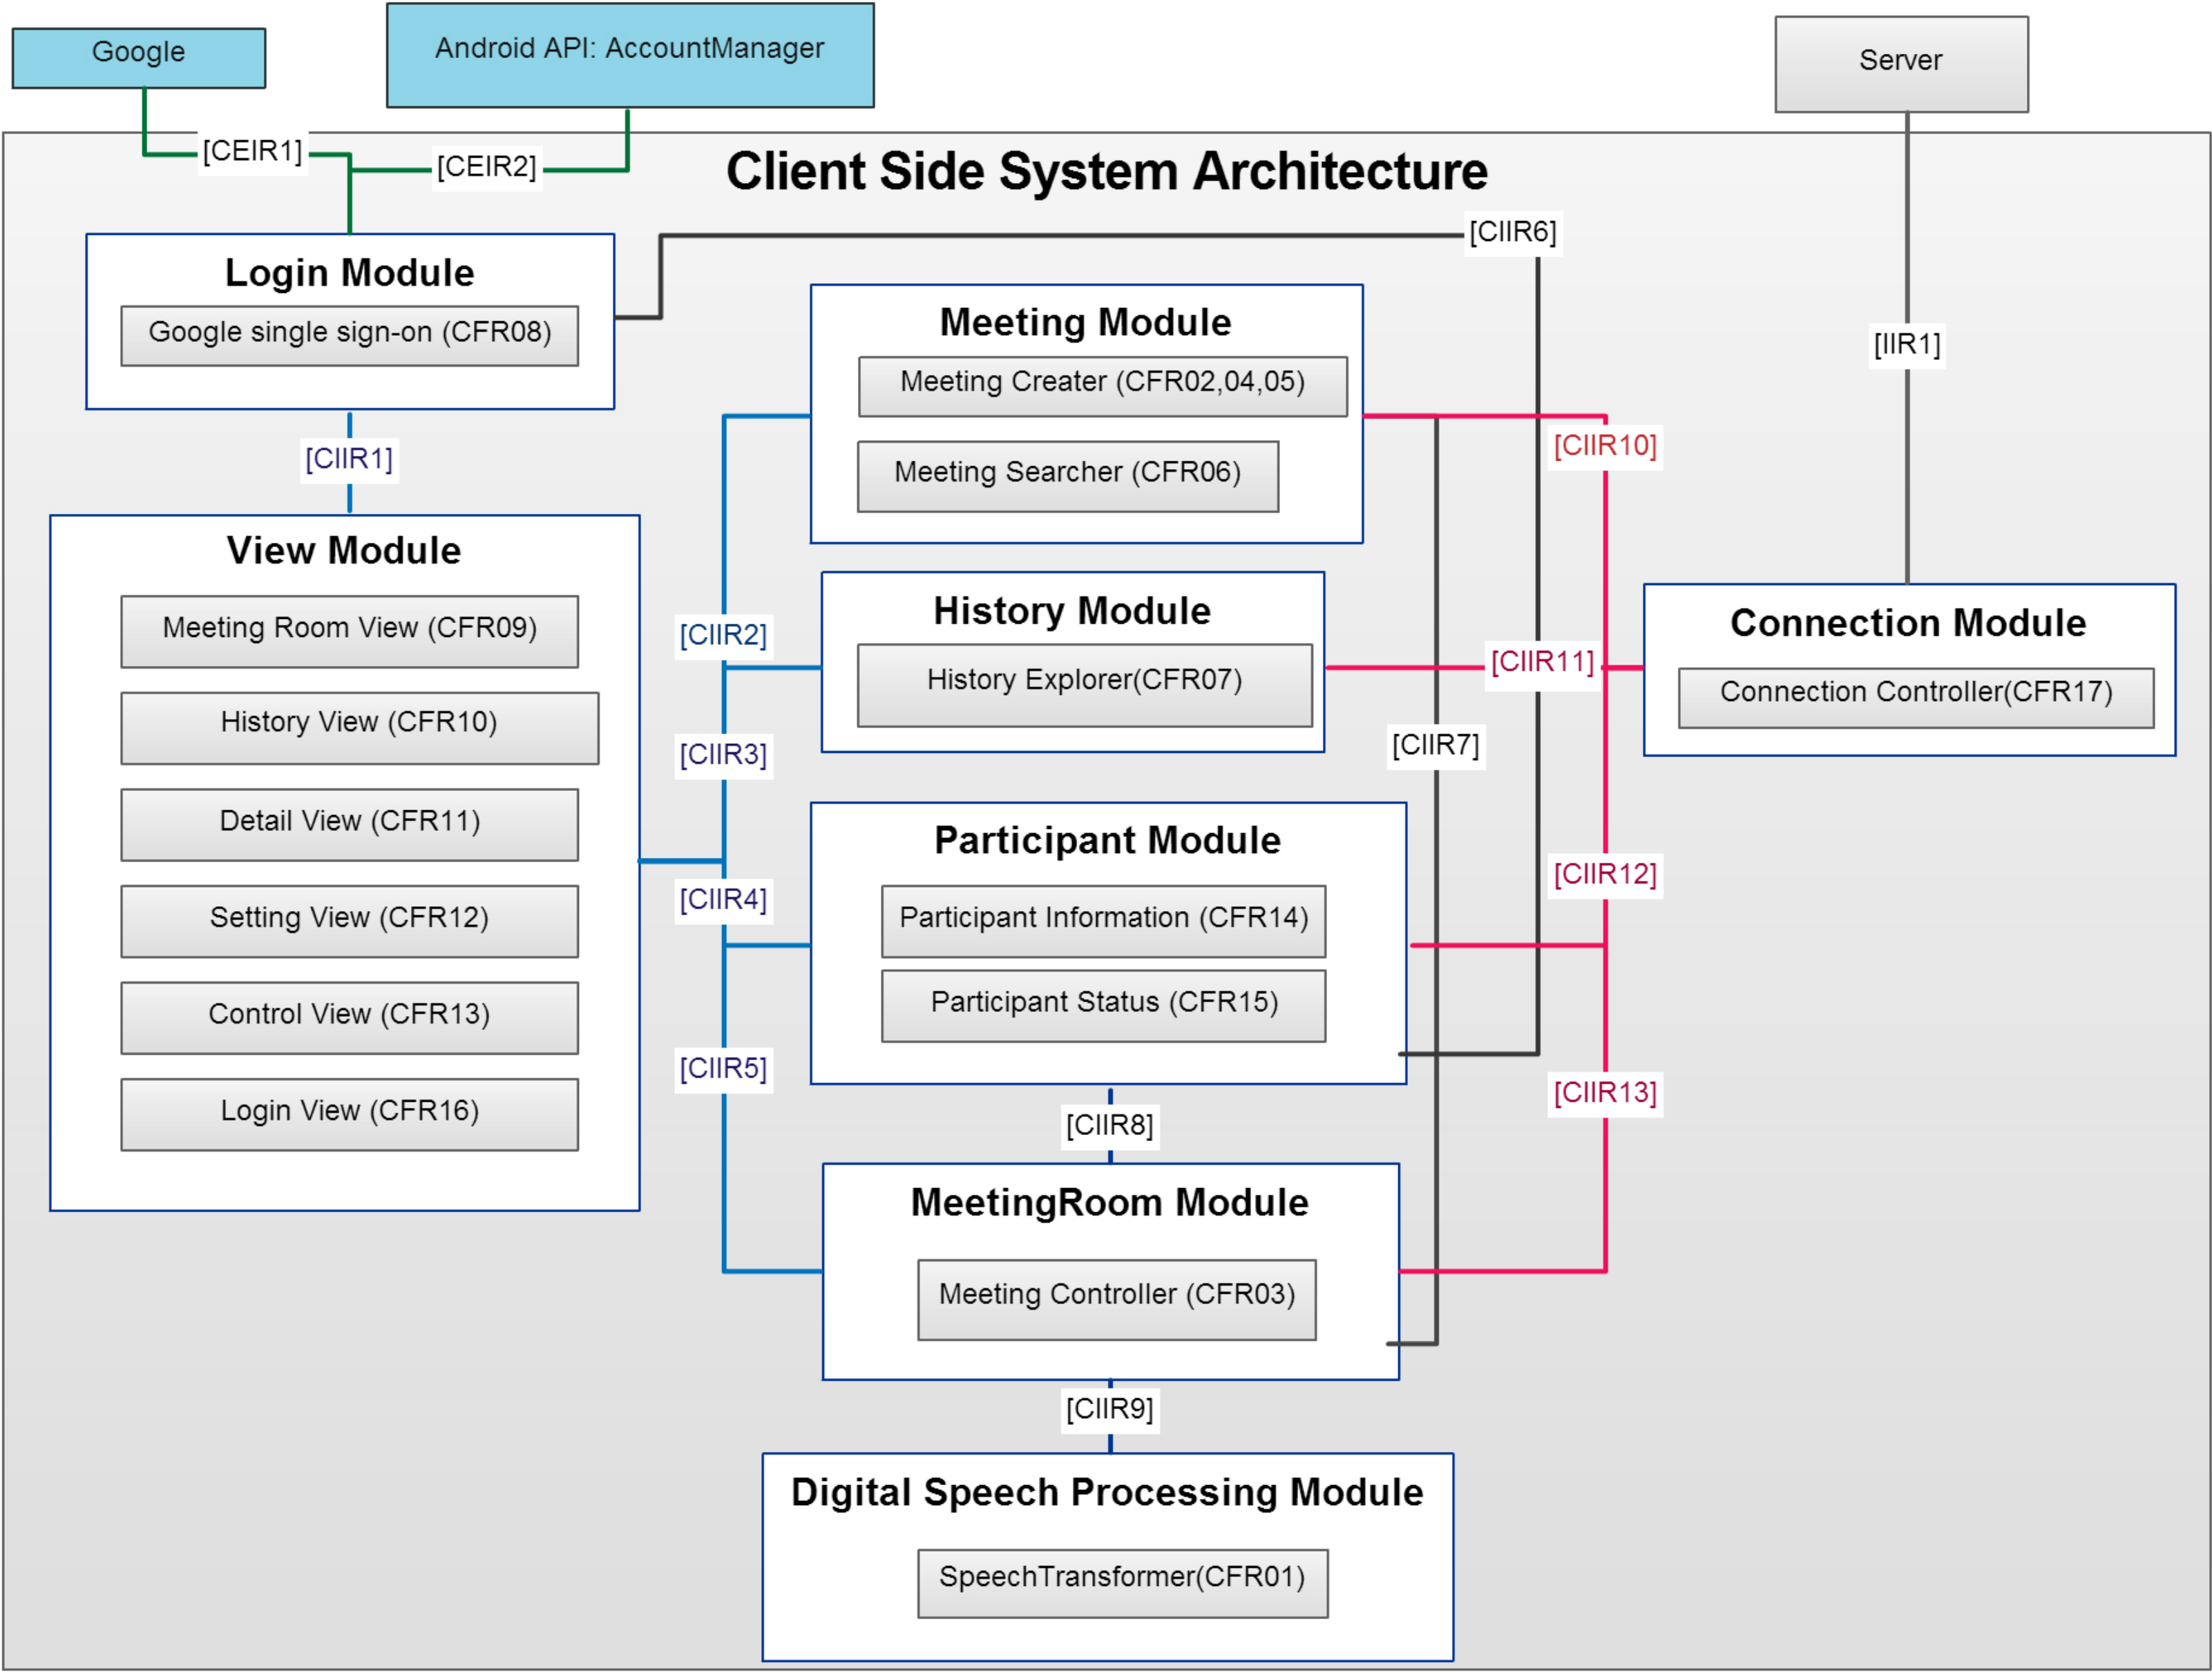 Google
Android API: AccountManager
Server
[CEIR1]
[CEIR2]
Client Side System Architecture
[CIIR6]
Login Module
Google single sign-on (CFR08)
[CIIR1]
View Module
Meeting Room View (CFR09)
History View (CFR10)
Detail View (CFR11)
Setting View (CFR12)
Control View (CFR13)
Login View (CFR16)
[CIIR2]
[CIIR3]
[CIIR4]
[CIIR5]
Meeting Module
Meeting Creater (CFR02,04,05)
Meeting Searcher (CFR06)
History Module
History Explorer(CFR07)
Participant Module
Participant Information (CFR14)
Participant Status (CFR15)
[CIIR8]
MeetingRoom Module
Meeting Controller (CFR03)
[CIIR9]
Digital Speech Processing Module
SpeechTransformer(CFR01)
[CIIR7]
[CIIR10]
[CIIR11]
[CIIR12]
[CIIR13]
[IIR1]
Connection Module
Connection Controller(CFR17)